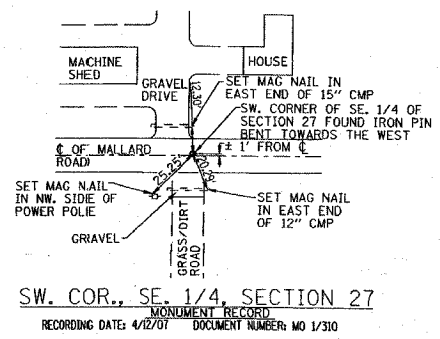 MACHINE
SHED
HOUSE
GRAVEL
DRIVE
12.30'
SET MAG NAIL IN
EAST END OF 15" CMP
SW. CORNER OF SE. 1/4 OF
SECTION 27 FOUND IRON PIN
BENT TOWARDS THE WEST
℄ OF MALLARD
ROAD)
± 1' FROM ℄
25.25'
20.29'
SET MAG N.AIL
IN NW. SIDE OF
POWER POLIE
SET MAG NAIL
IN EAST END
OF 12" CMP
GRAVEL
GRASS/DIRT
ROAD
SW. COR., SE. 1/4, SECTION 27
MONUMENT RECORD
RECORDING DATE: 4/12/07 DOCUMENT NUMBER: MO 1/310